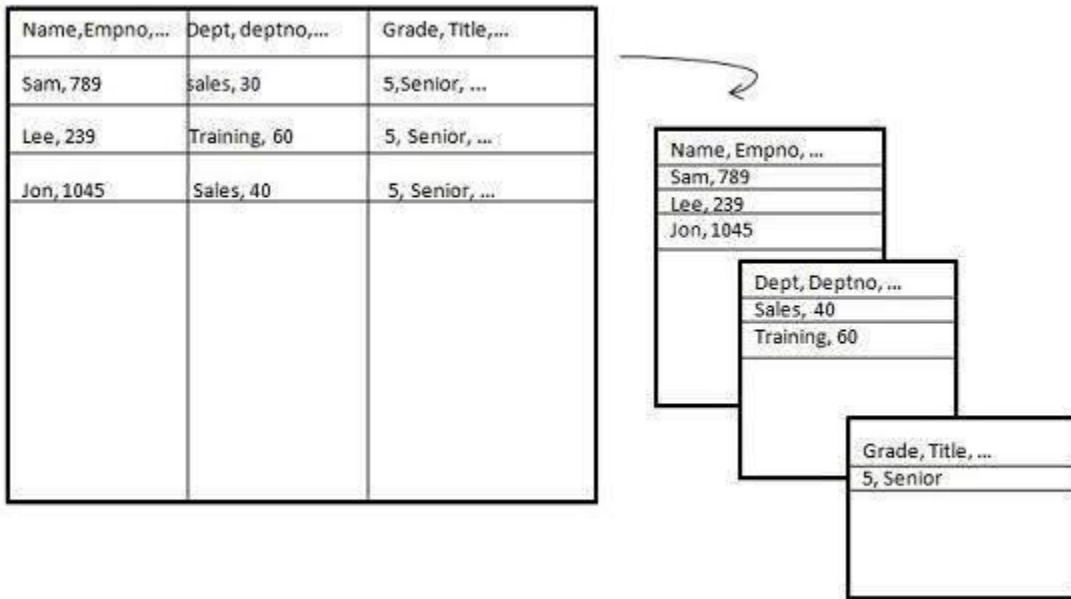 Name,Empno,... Dept, deptno,... Grade, Title,...
Sam, 789 sales, 30 5,Senior, ...
Lee, 239 Training, 60 5, Senior, ...
Jon, 1045 Sales, 40 5, Senior, ...
Name, Empno, ...
Sam, 789
Lee, 239
Jon, 1045
Dept, Deptno, ...
Sales, 40
Training, 60
Grade, Title, ...
5, Senior